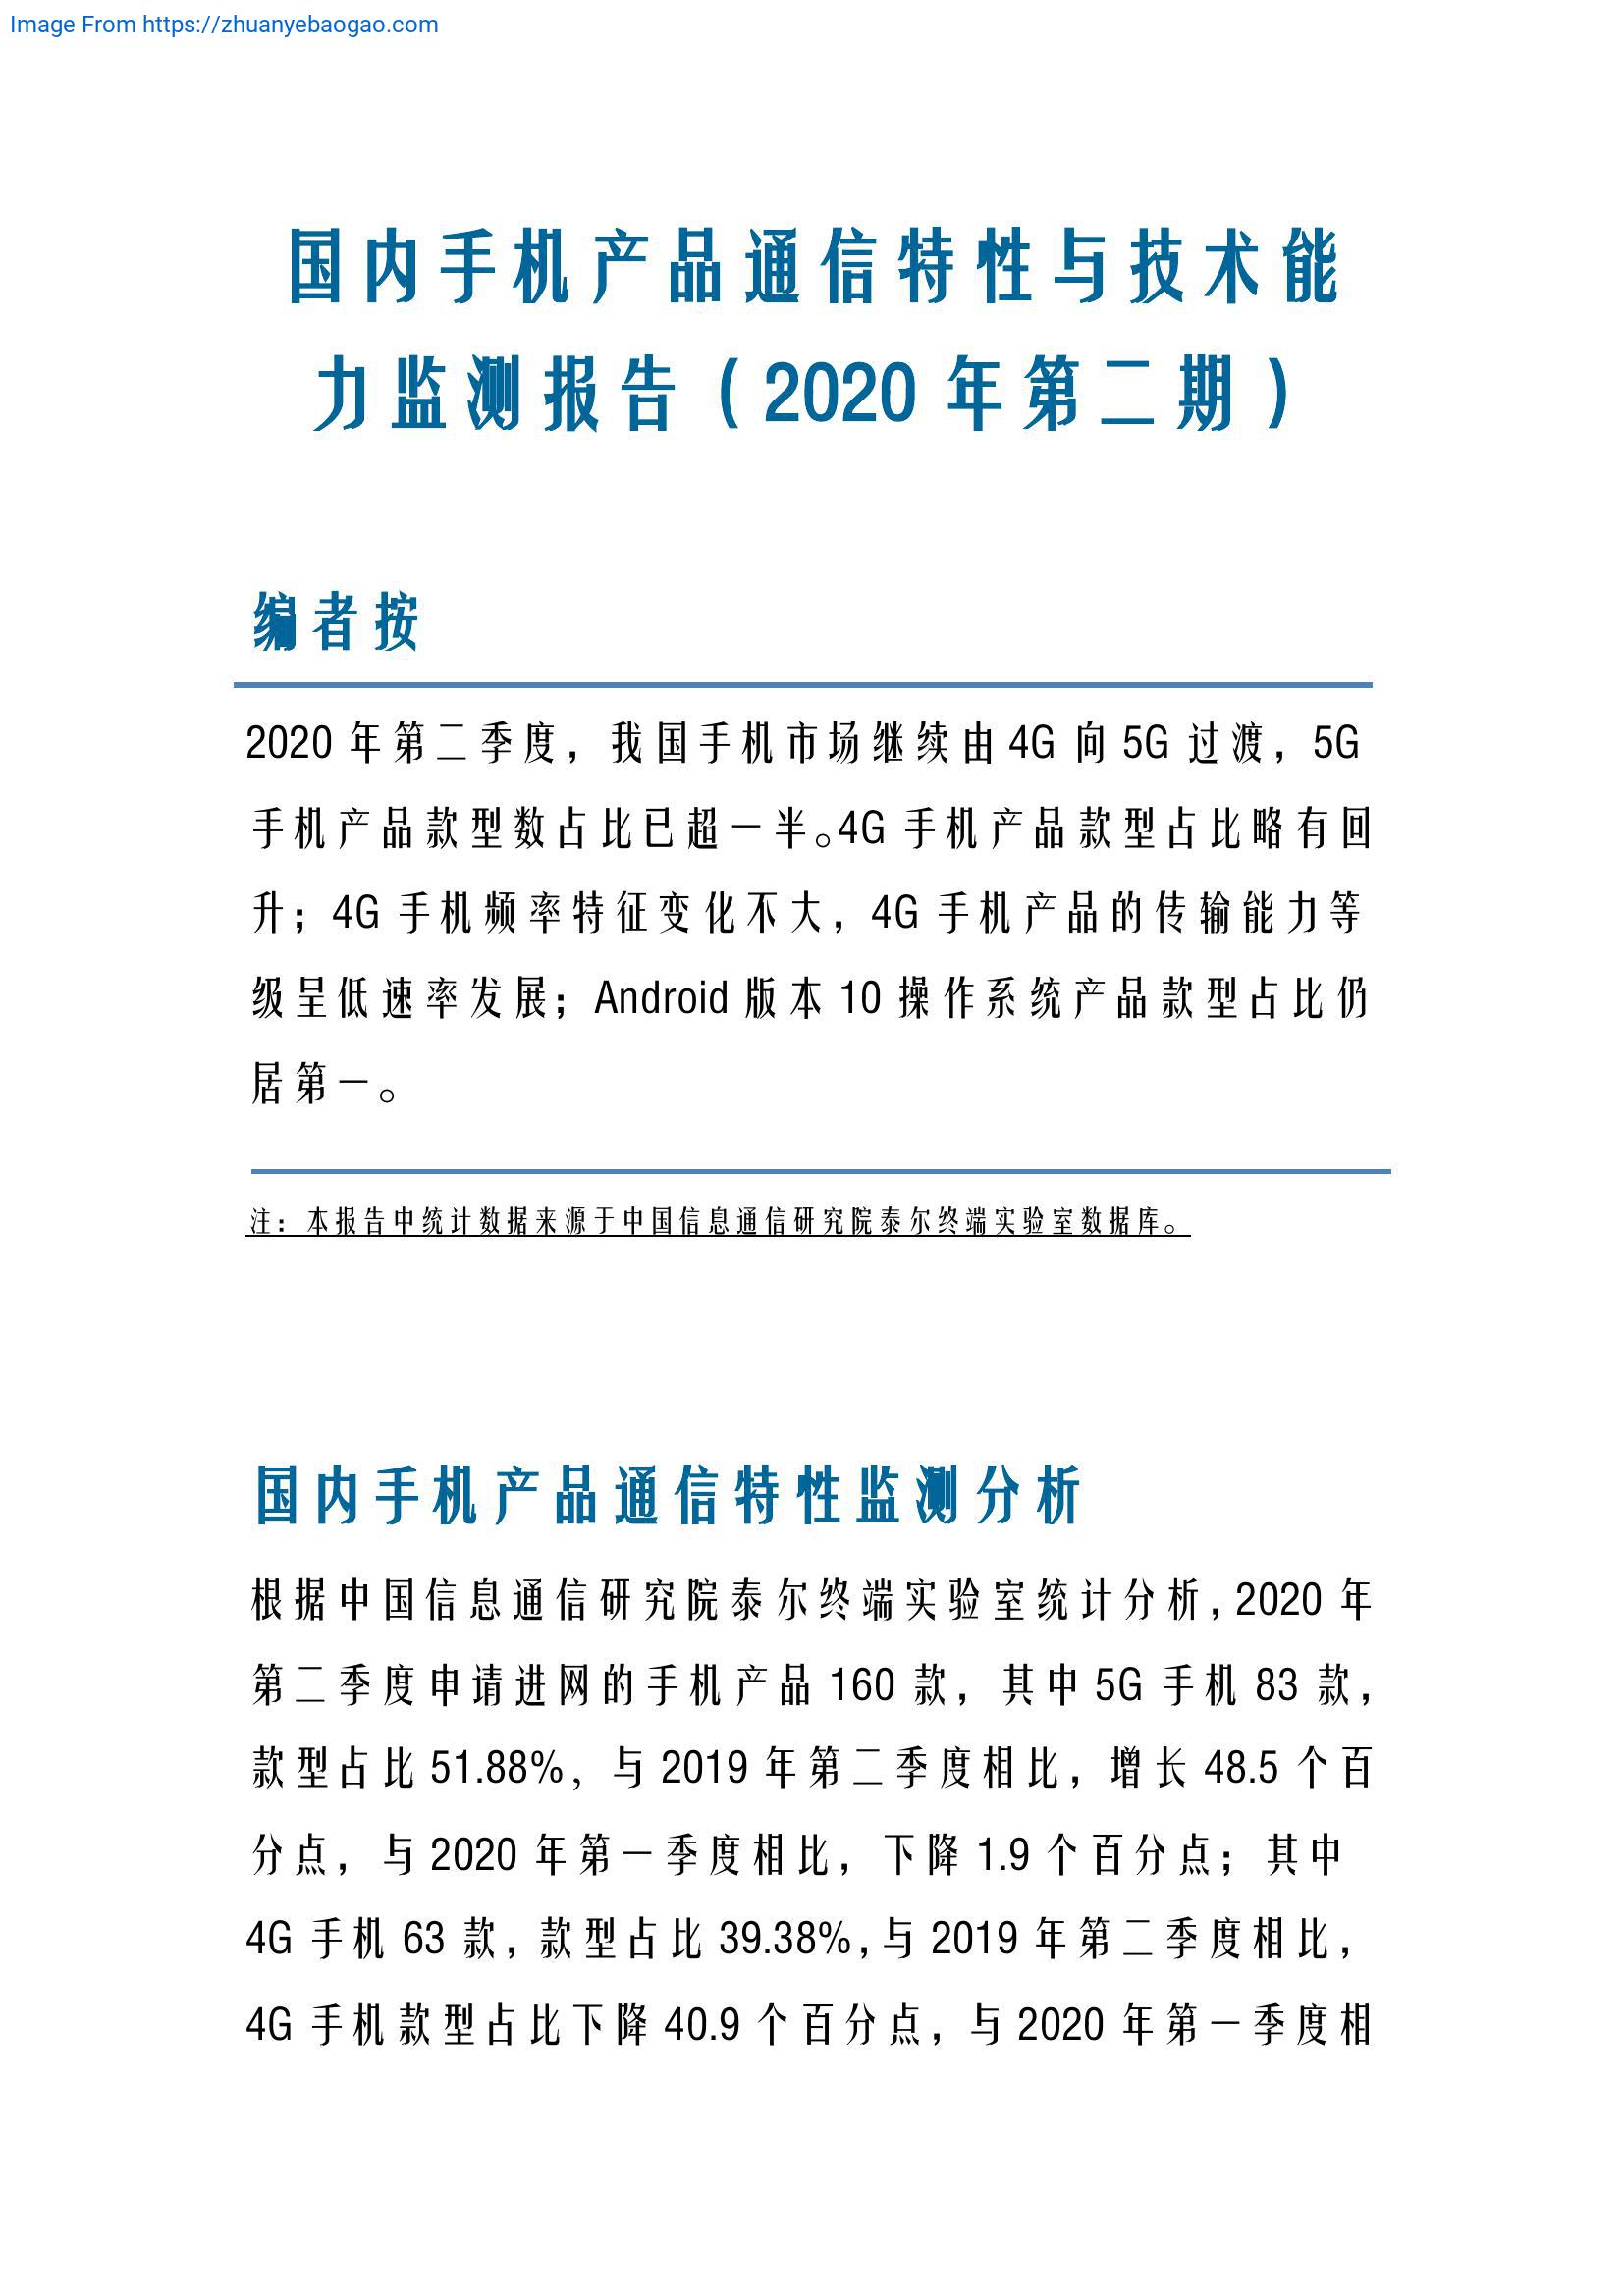 Image From https://zhuanyebaogao.com
国内手机产品通信特性与技术能
力监测报告（2020 年第二期）
编者按
2020 年第二季度，我国手机市场继续由 4G 向 5G 过渡，5G
手机产品款型数占比已超一半。4G 手机产品款型占比略有回
升；4G 手机频率特征变化不大，4G 手机产品的传输能力等
级呈低速率发展；Android 版本 10 操作系统产品款型占比仍
居第一。
注：本报告中统计数据来源于中国信息通信研究院泰尔终端实验室数据库。
国内手机产品通信特性监测分析
根据中国信息通信研究院泰尔终端实验室统计分析，2020 年
第二季度申请进网的手机产品 160 款，其中 5G 手机 83 款，
款型占比 51.88%，与 2019 年第二季度相比，增长 48.5 个百
分点，与 2020 年第一季度相比，下降 1.9 个百分点；其中
4G 手机 63 款，款型占比 39.38%，与 2019 年第二季度相比，
4G 手机款型占比下降 40.9 个百分点，与 2020 年第一季度相